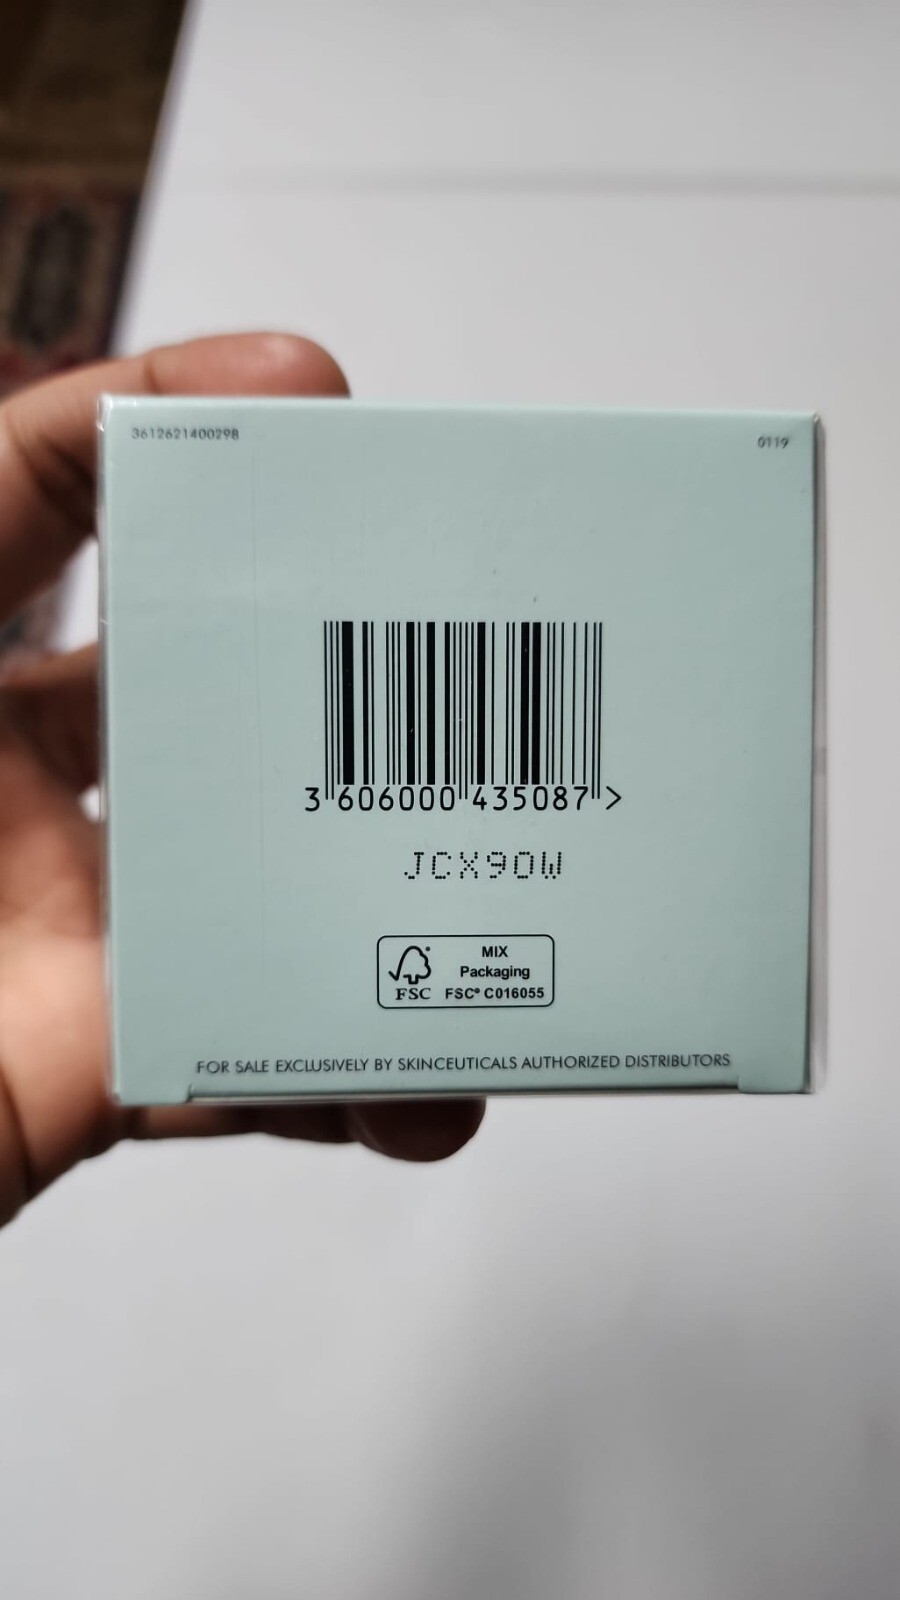 3612621400298
0119
3 606000 435087 >
JCX90W
MIX
Packaging
FSC FSC® C016055
FOR SALE EXCLUSIVELY BY SKINCEUTICALS AUTHORIZED DISTRIBUTORS